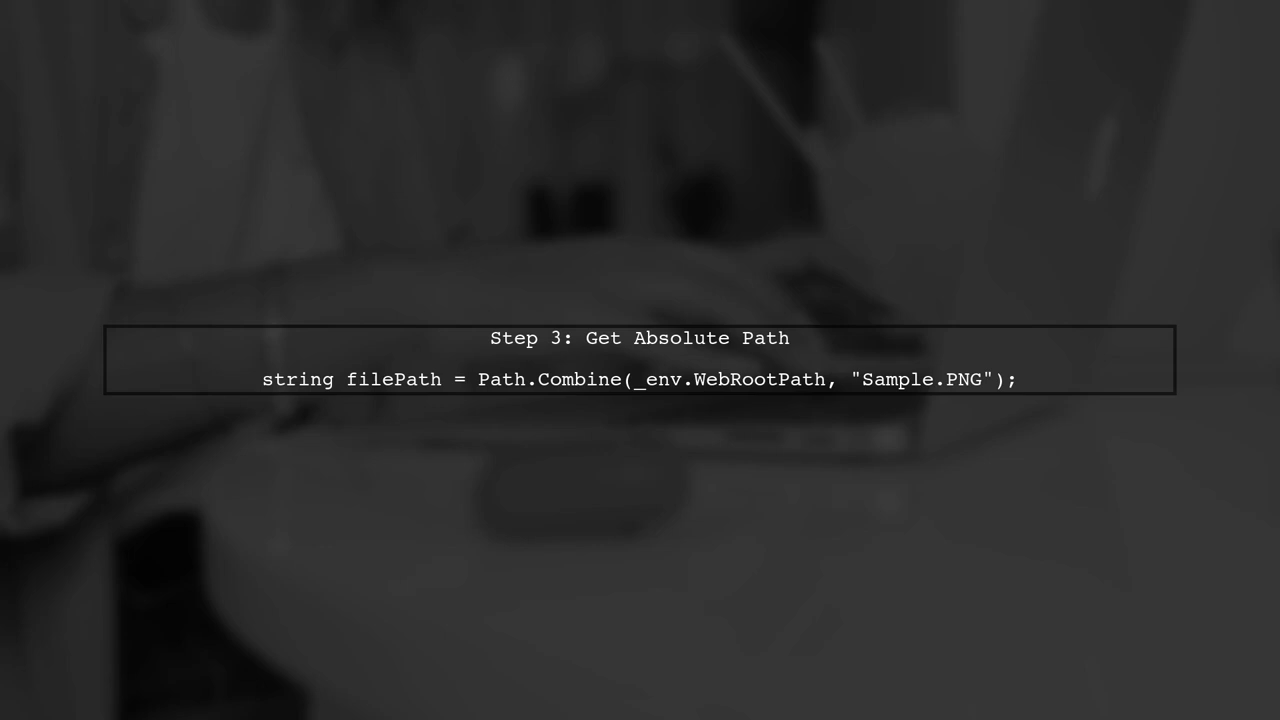 Step 3: Get Absolute Path
string filePath = Path.Combine(_env.WebRootPath, "Sample.PNG");